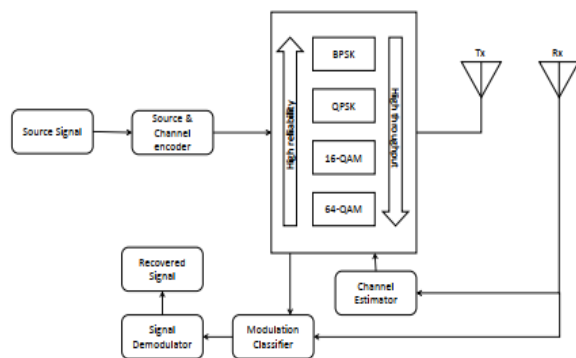 Tx
Rx
BPSK
QPSK
16-QAM
64-QAM
High reliability
High throughput
Source Signal
Source &
Channel
encoder
Recovered
Signal
Channel
Estimator
Signal
Demodulator
Modulation
Classifier